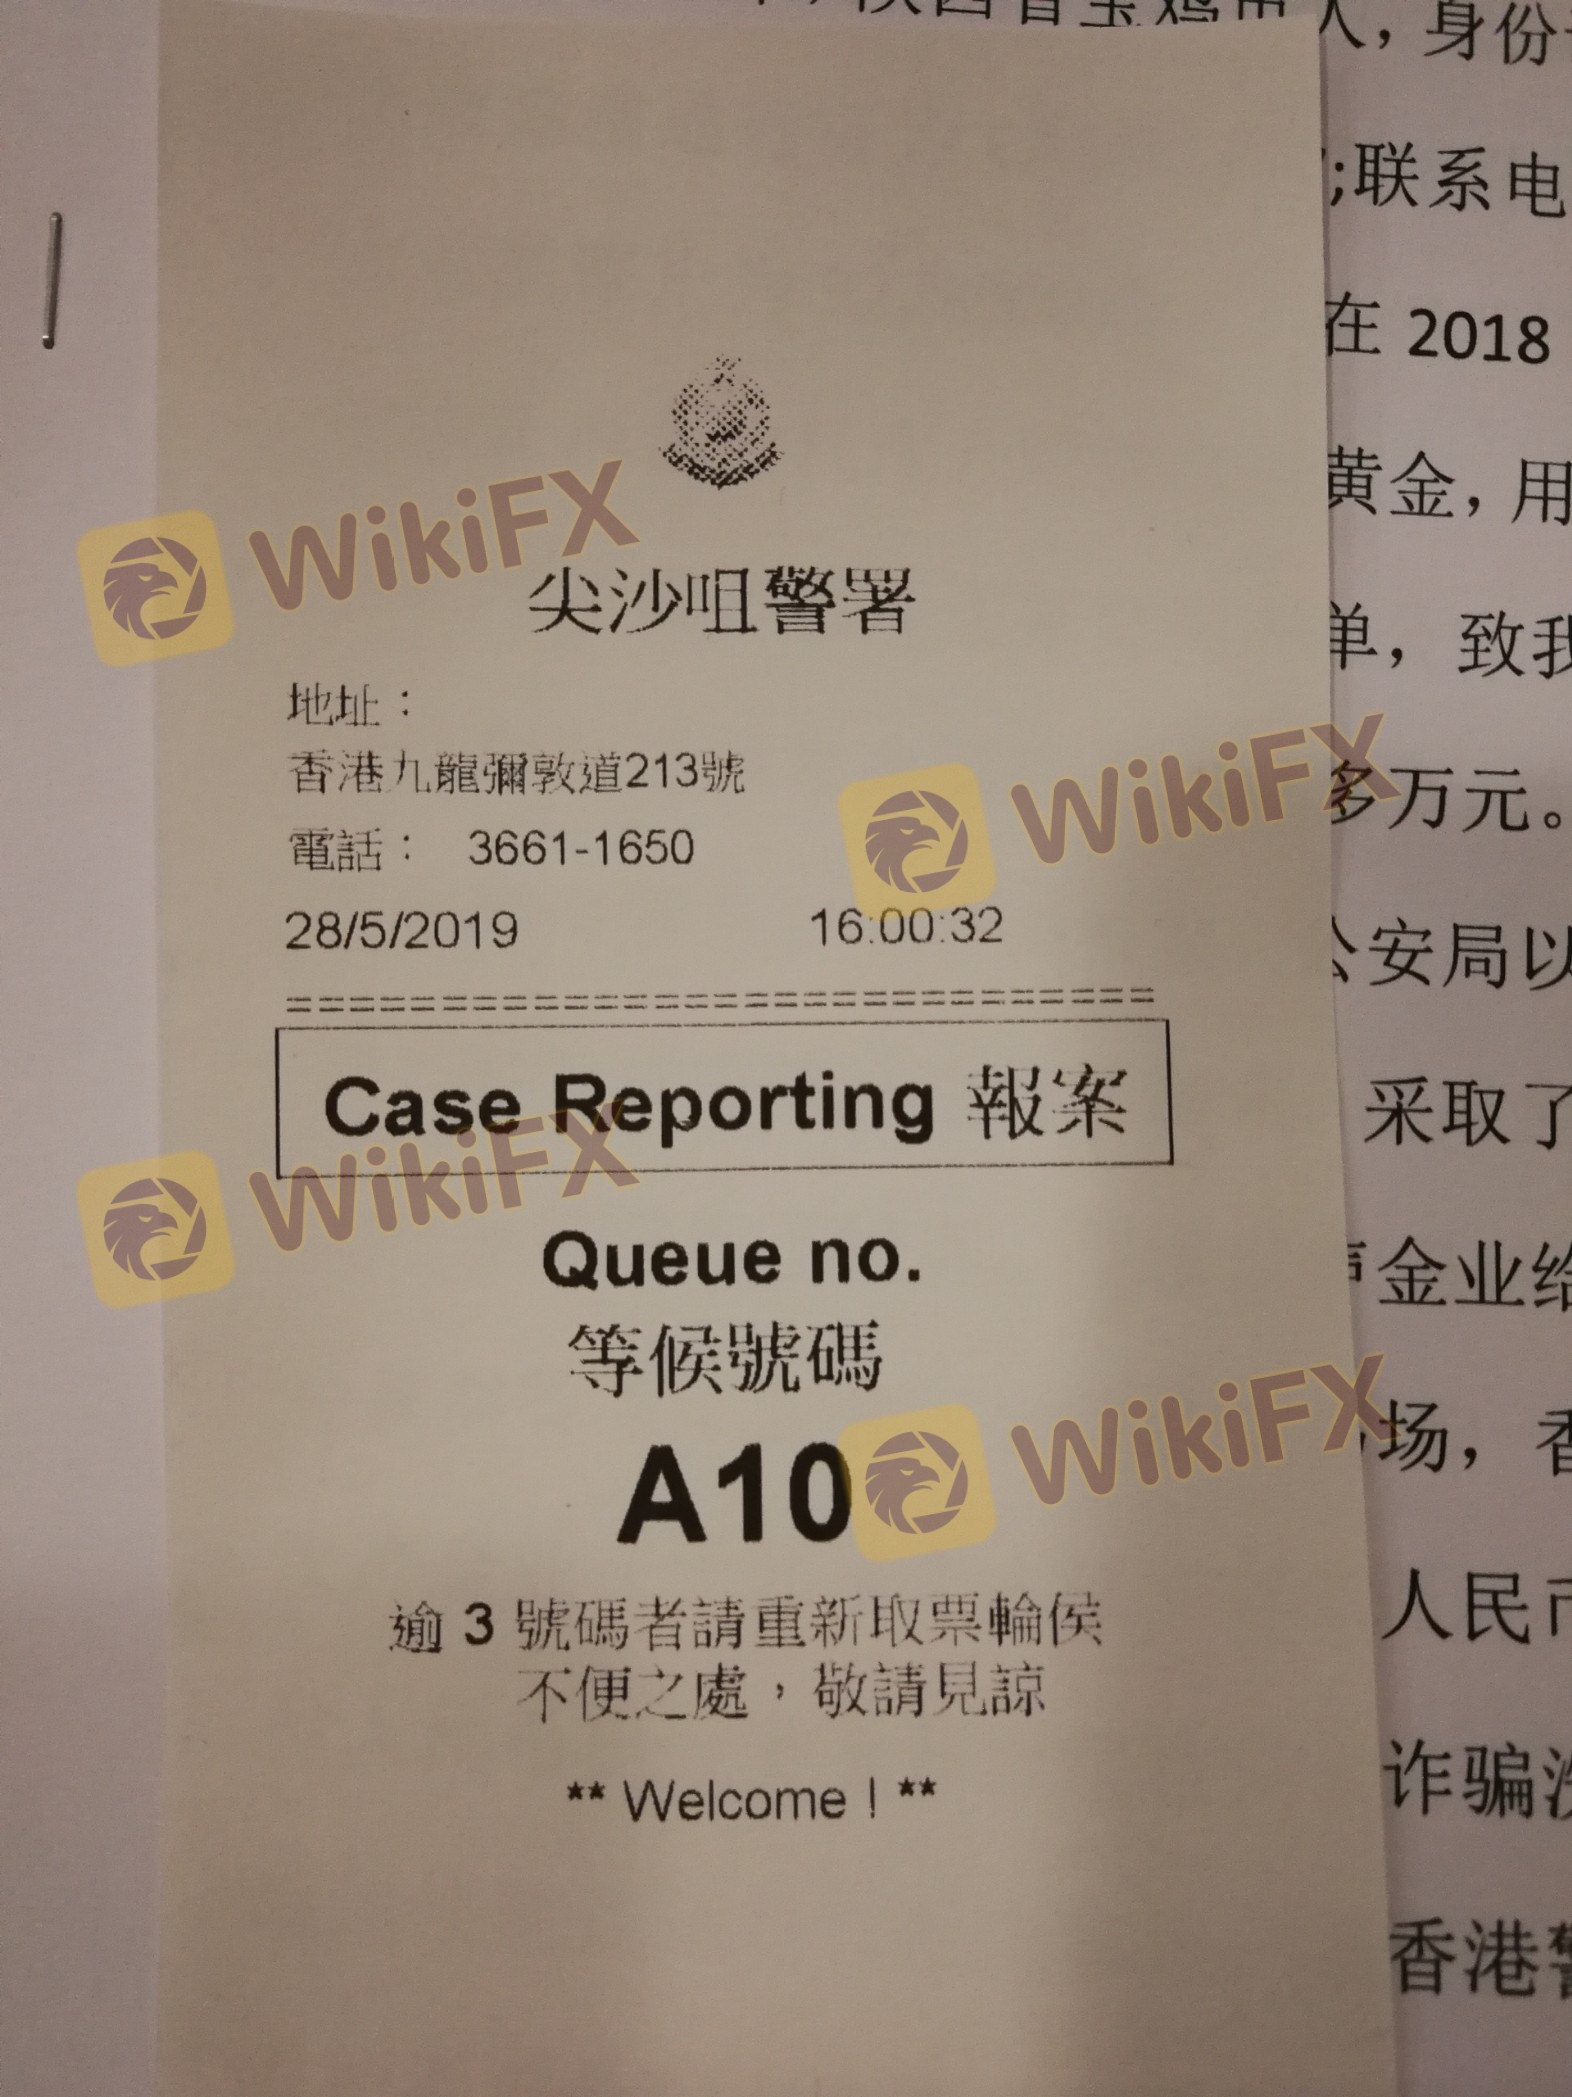 人，身份
;联系电
在 2018
黄金，用
单，致我
多万元。
公安局以
采取了
金业给
场，香
人民币
诈骗
香港警
尖沙咀警署
地址：
香港九龍彌敦道213號
電話： 3661-1650
28/5/2019 16:00:32
==============================
Case Reporting 報案
Queue no.
等候號碼
A10
逾 3 號碼者請重新取票輪侯
不便之處，敬請見諒
** Welcome ! **
WikiFX
WikiFX
WikiFX
WikiFX